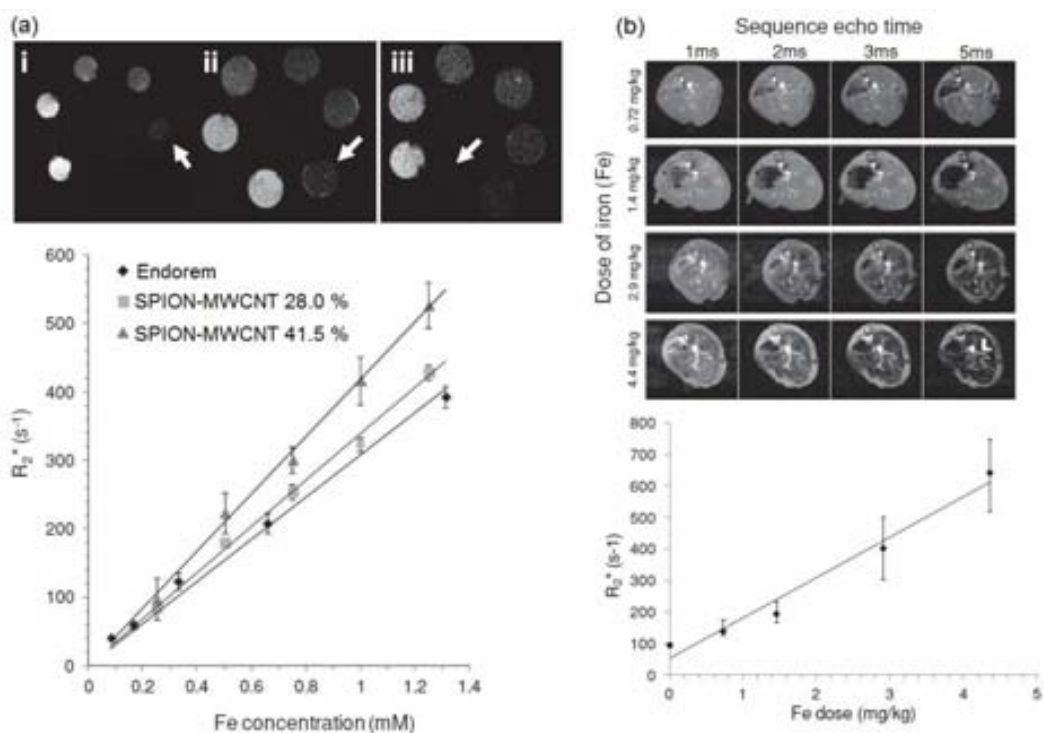 (a)
i
ii
iii
600
500
400
300
200
100
0
R₂* (s⁻¹)
Endorem
SPION-MWCNT 28.0 %
SPION-MWCNT 41.5 %
0 0.2 0.4 0.6 0.8 1 1.2 1.4
Fe concentration (mM)
(b)
Sequence echo time
1ms 2ms 3ms 5ms
Dose of iron (Fe)
0.72 mg/kg
1.4 mg/kg
2.9 mg/kg
4.4 mg/kg
L
800
700
600
500
400
300
200
100
0
R₂* (s-1)
0 1 2 3 4 5
Fe dose (mg/kg)